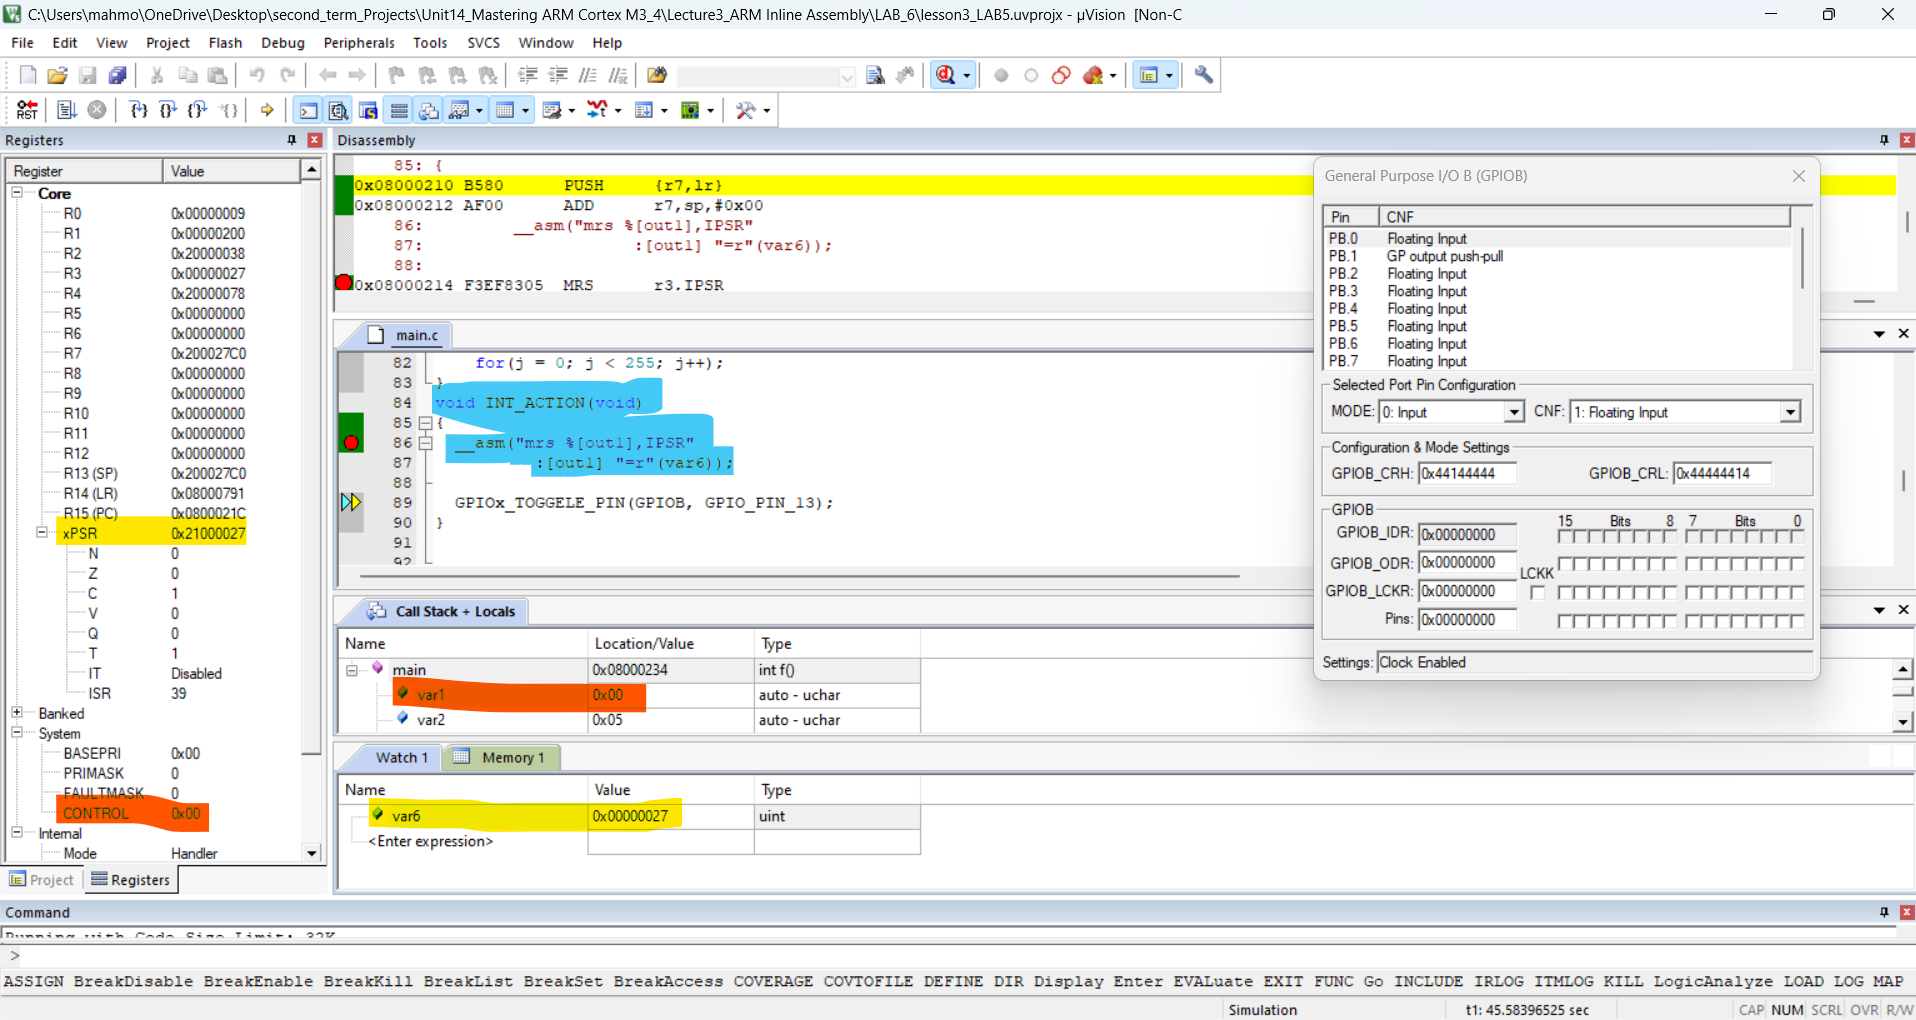 C:\Users\mahmo\OneDrive\Desktop\second_term_Projects\Unit14_Mastering ARM Cortex M3_4\Lecture3_ARM Inline Assembly\LAB_6\lesson3_LAB5.uvprojx - µVision  [Non-C
File Edit View Project Flash Debug Peripherals Tools SVCS Window Help
Registers
Register Value
Core
R0 0x00000009
R1 0x00000200
R2 0x20000038
R3 0x00000027
R4 0x20000078
R5 0x00000000
R6 0x00000000
R7 0x200027C0
R8 0x00000000
R9 0x00000000
R10 0x00000000
R11 0x00000000
R12 0x00000000
R13 (SP) 0x200027C0
R14 (LR) 0x08000791
R15 (PC) 0x0800021C
xPSR 0x21000027
N 0
Z 0
C 1
V 0
Q 0
T 1
IT Disabled
ISR 39
Banked
System
BASEPRI 0x00
PRIMASK 0
FAULTMASK 0
CONTROL 0x00
Internal
Mode Handler
Project Registers
Disassembly
85: {
0x08000210 B580 PUSH {r7,lr}
0x08000212 AF00 ADD r7,sp,#0x00
86: __asm("mrs %[out1],IPSR"
87: :[out1] "=r"(var6));
88:
0x08000214 F3EF8305 MRS r3,IPSR
main.c
82 for(j = 0; j < 255; j++);
83 }
84 void INT_ACTION(void)
85 {
86 __asm("mrs %[out1],IPSR"
87 :[out1] "=r"(var6));
88
89 GPIOx_TOGGELE_PIN(GPIOB, GPIO_PIN_13);
90 }
91
92
Call Stack + Locals
Name Location/Value Type
main 0x08000234 int f()
var1 0x00 auto - uchar
var2 0x05 auto - uchar
Watch 1 Memory 1
Name Value Type
var6 0x00000027 uint
<Enter expression>
General Purpose I/O B (GPIOB)
Pin CNF
PB.0 Floating Input
PB.1 GP output push-pull
PB.2 Floating Input
PB.3 Floating Input
PB.4 Floating Input
PB.5 Floating Input
PB.6 Floating Input
PB.7 Floating Input
Selected Port Pin Configuration
MODE: 0: Input CNF: 1: Floating Input
Configuration & Mode Settings
GPIOB_CRH: 0x44144444 GPIOB_CRL: 0x44444414
GPIOB
15 Bits 8 7 Bits 0
GPIOB_IDR: 0x00000000
GPIOB_ODR: 0x00000000
LCKK
GPIOB_LCKR: 0x00000000
Pins: 0x00000000
Settings: Clock Enabled
Command
Running with Code Size Limit: 32K
>
ASSIGN BreakDisable BreakEnable BreakKill BreakList BreakSet BreakAccess COVERAGE COVTOFILE DEFINE DIR Display Enter EVALuate EXIT FUNC Go INCLUDE IRLOG ITMLOG KILL LogicAnalyze LOAD LOG MAP
Simulation t1: 45.58396525 sec CAP NUM SCRL OVR R/W